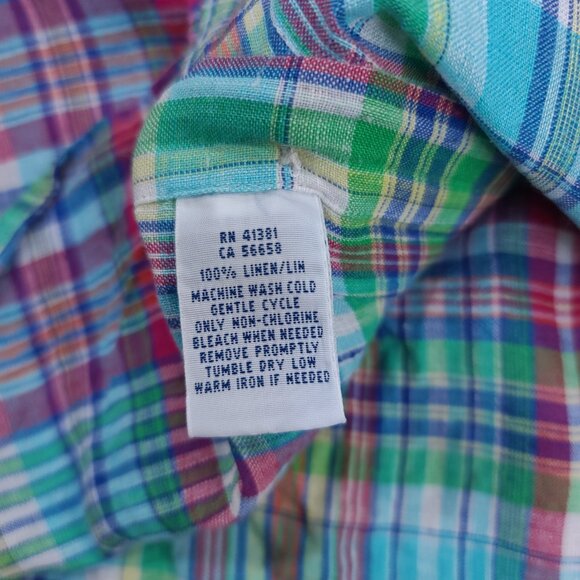 RN 41381
CA 56658
100% LINEN/LIN
MACHINE WASH COLD
GENTLE CYCLE
ONLY NON-CHLORINE
BLEACH WHEN NEEDED
REMOVE PROMPTLY
TUMBLE DRY LOW
WARM IRON IF NEEDED